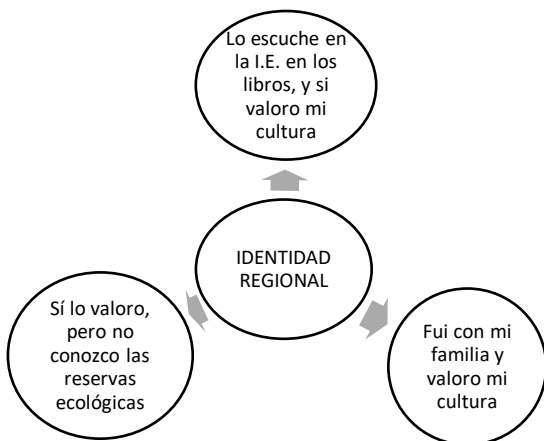 Lo escuche en
la I.E. en los
libros, y si
valoro mi
cultura
IDENTIDAD
REGIONAL
Sí lo valoro,
pero no
conozco las
reservas
ecológicas
Fui con mi
familia y
valoro mi
cultura